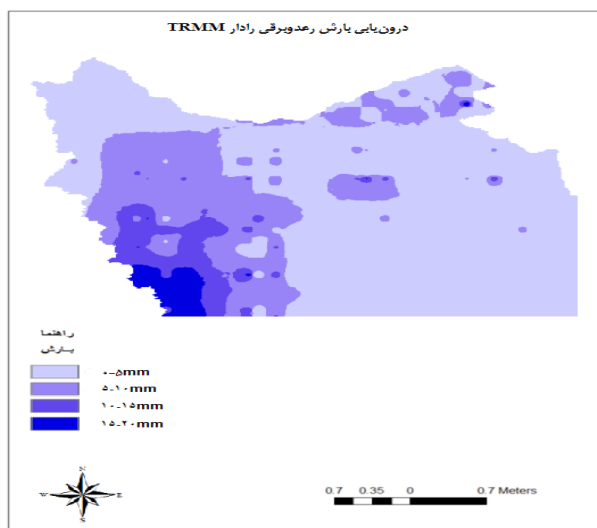 درون‌یابی بارش رعدوبرقی رادار TRMM
راهنما
بارش
۰-۵mm
۵-۱۰mm
۱۰-۱۵mm
۱۵-۲۰mm
N
W E
S
0.7 0.35 0 0.7 Meters